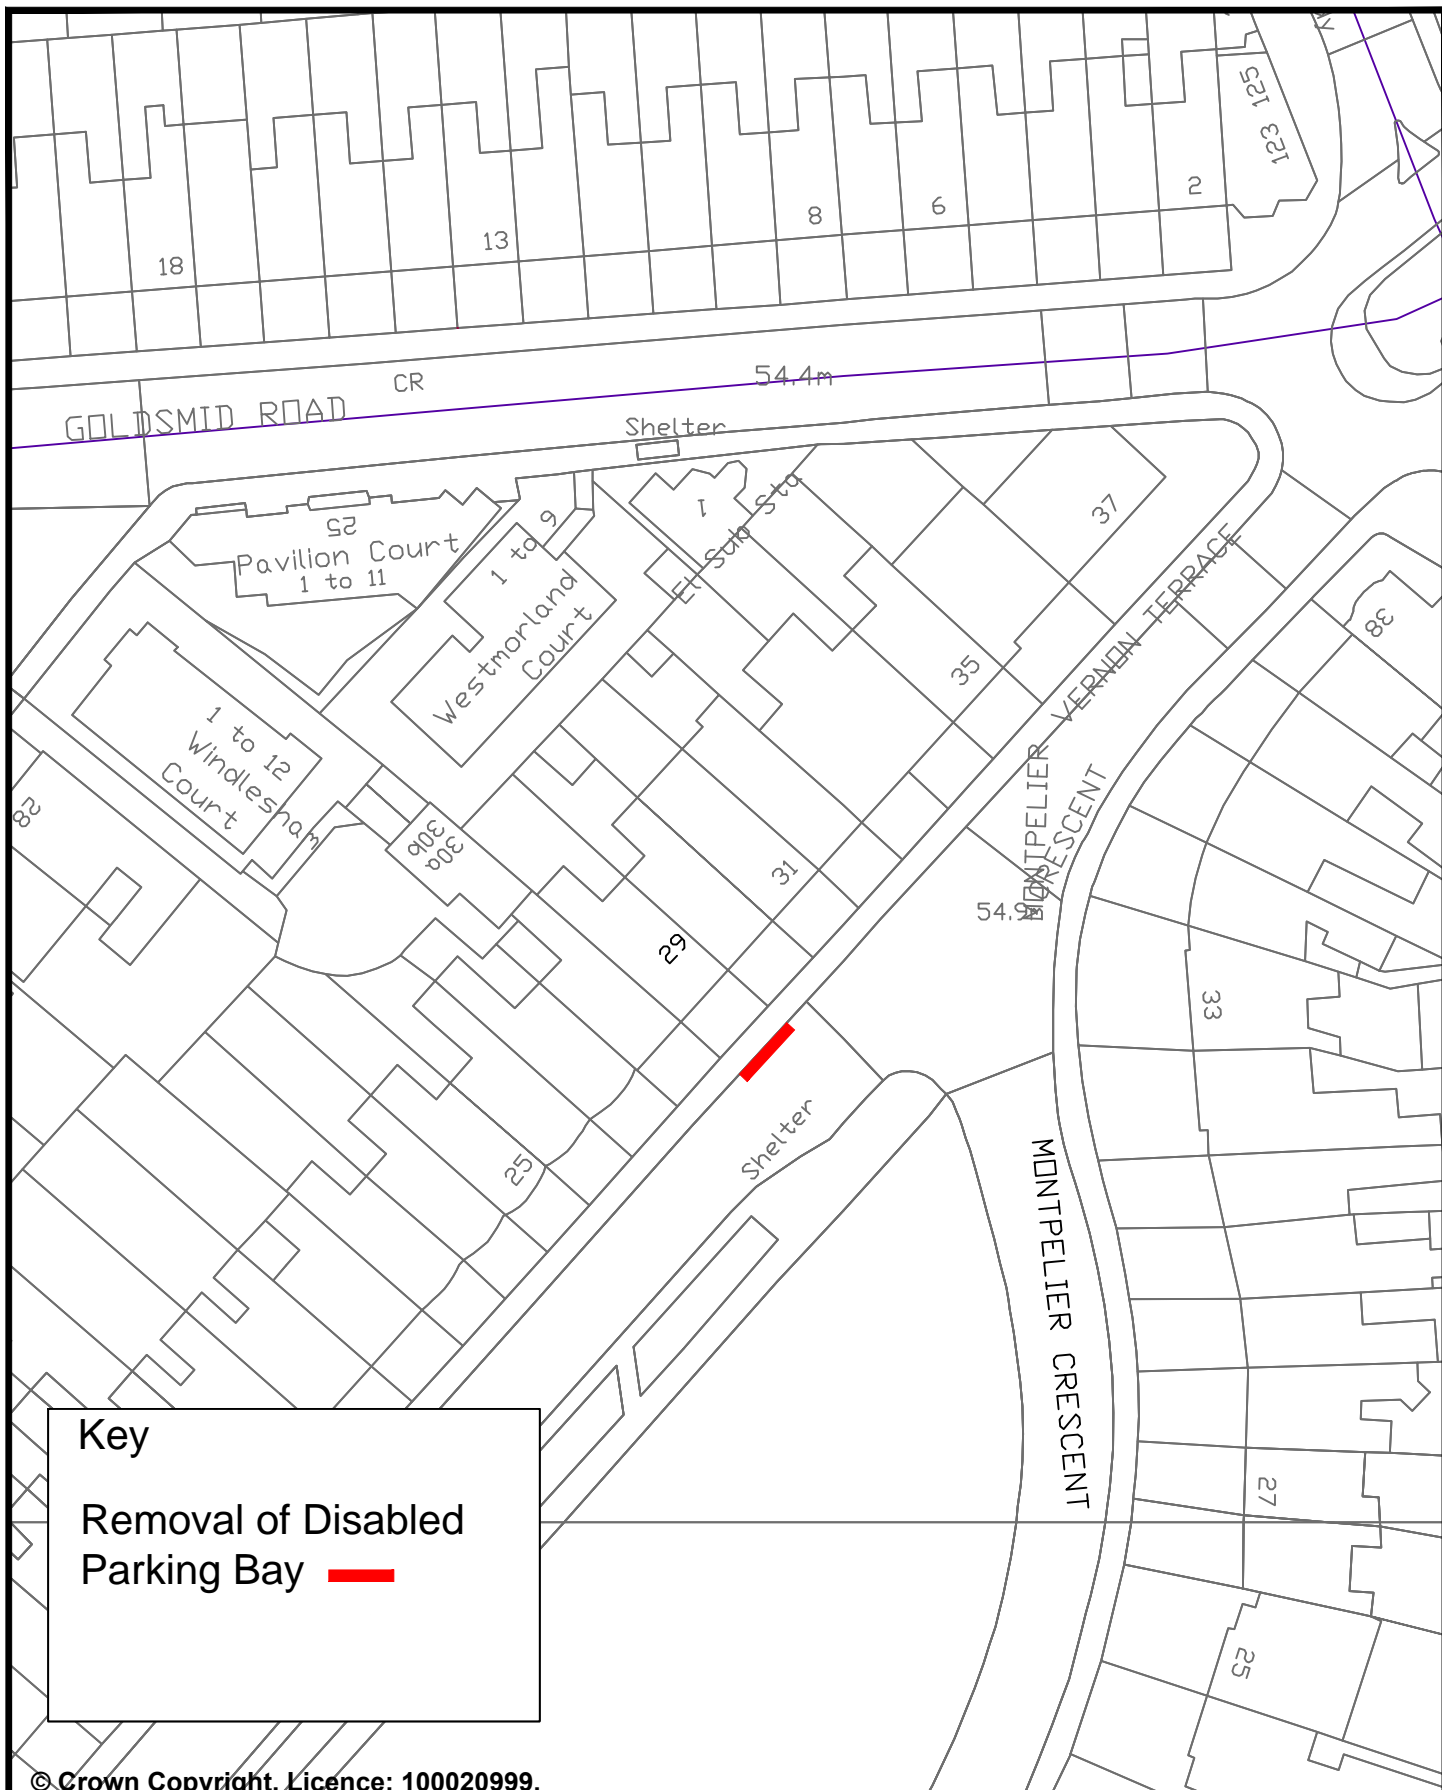 125
123
2
6
8
13
18
CR
54.4m
GOLDSMID ROAD
Shelter
25
Pavilion Court
1 to 11
1 to 9
Westmorland
Court
1
El Sub Sta
37
VERNON TERRACE
38
35
1 to 12
Windlesham
Court
28
30b
30a
31
MONTPELIER
CRESCENT
29
33
Shelter
25
MONTPELIER CRESCENT
27
25
Key
Removal of Disabled
Parking Bay
© Crown Copyright. Licence: 100020999.